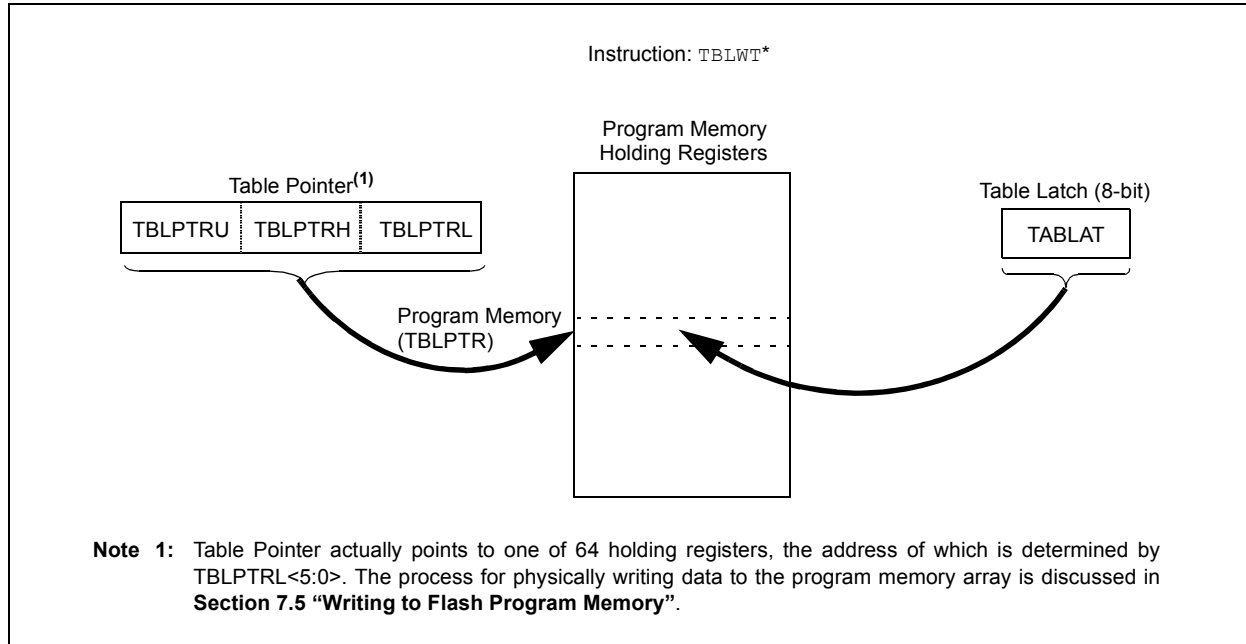 Instruction: TBLWT*
Program Memory
Holding Registers
Table Pointer(1)
Table Latch (8-bit)
TBLPTRU TBLPTRH TBLPTRL
TABLAT
Program Memory
(TBLPTR)
Note 1: Table Pointer actually points to one of 64 holding registers, the address of which is determined by
TBLPTRL<5:0>. The process for physically writing data to the program memory array is discussed in
Section 7.5 “Writing to Flash Program Memory”.